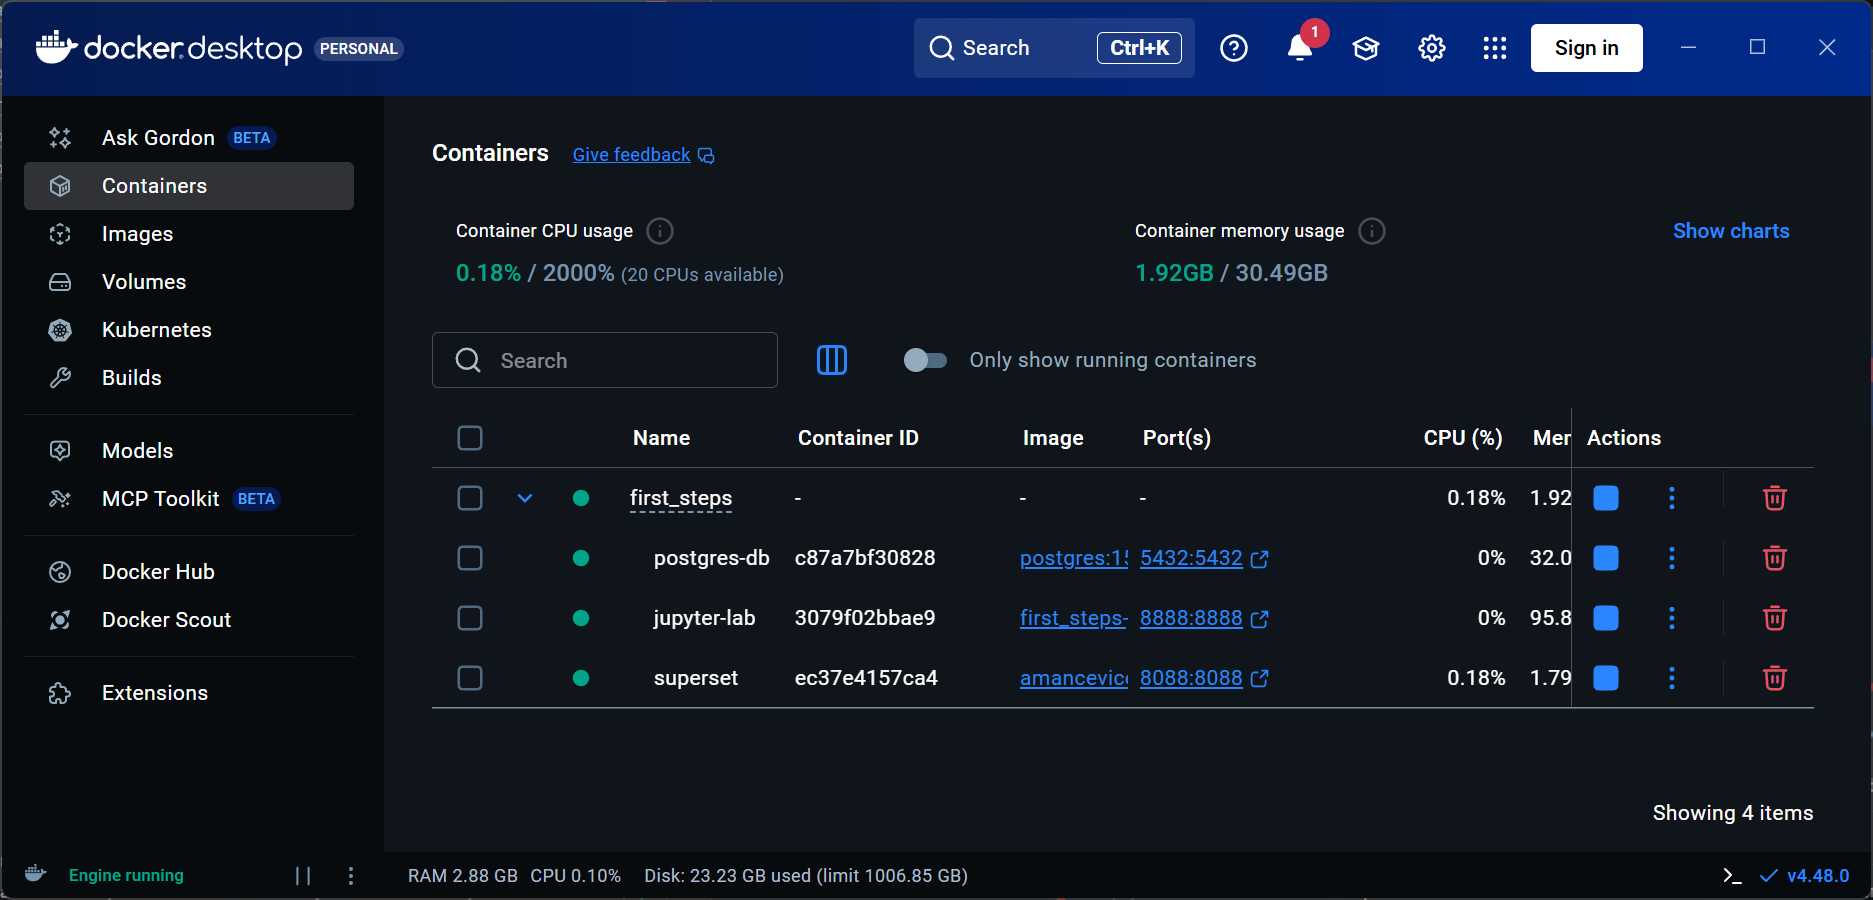 docker desktop PERSONAL
Search Ctrl+K
1
Sign in
Ask Gordon BETA
Containers
Images
Volumes
Kubernetes
Builds
Models
MCP Toolkit BETA
Docker Hub
Docker Scout
Extensions
Containers Give feedback
Container CPU usage
0.18% / 2000% (20 CPUs available)
Container memory usage
1.92GB / 30.49GB
Show charts
Search
Only show running containers
Name Container ID Image Port(s) CPU (%) Mer Actions
first_steps - - - 0.18% 1.92
postgres-db c87a7bf30828 postgres:15 5432:5432 0% 32.0
jupyter-lab 3079f02bbae9 first_steps- 8888:8888 0% 95.8
superset ec37e4157ca4 amancevic 8088:8088 0.18% 1.79
Showing 4 items
Engine running
RAM 2.88 GB CPU 0.10% Disk: 23.23 GB used (limit 1006.85 GB)
v4.48.0